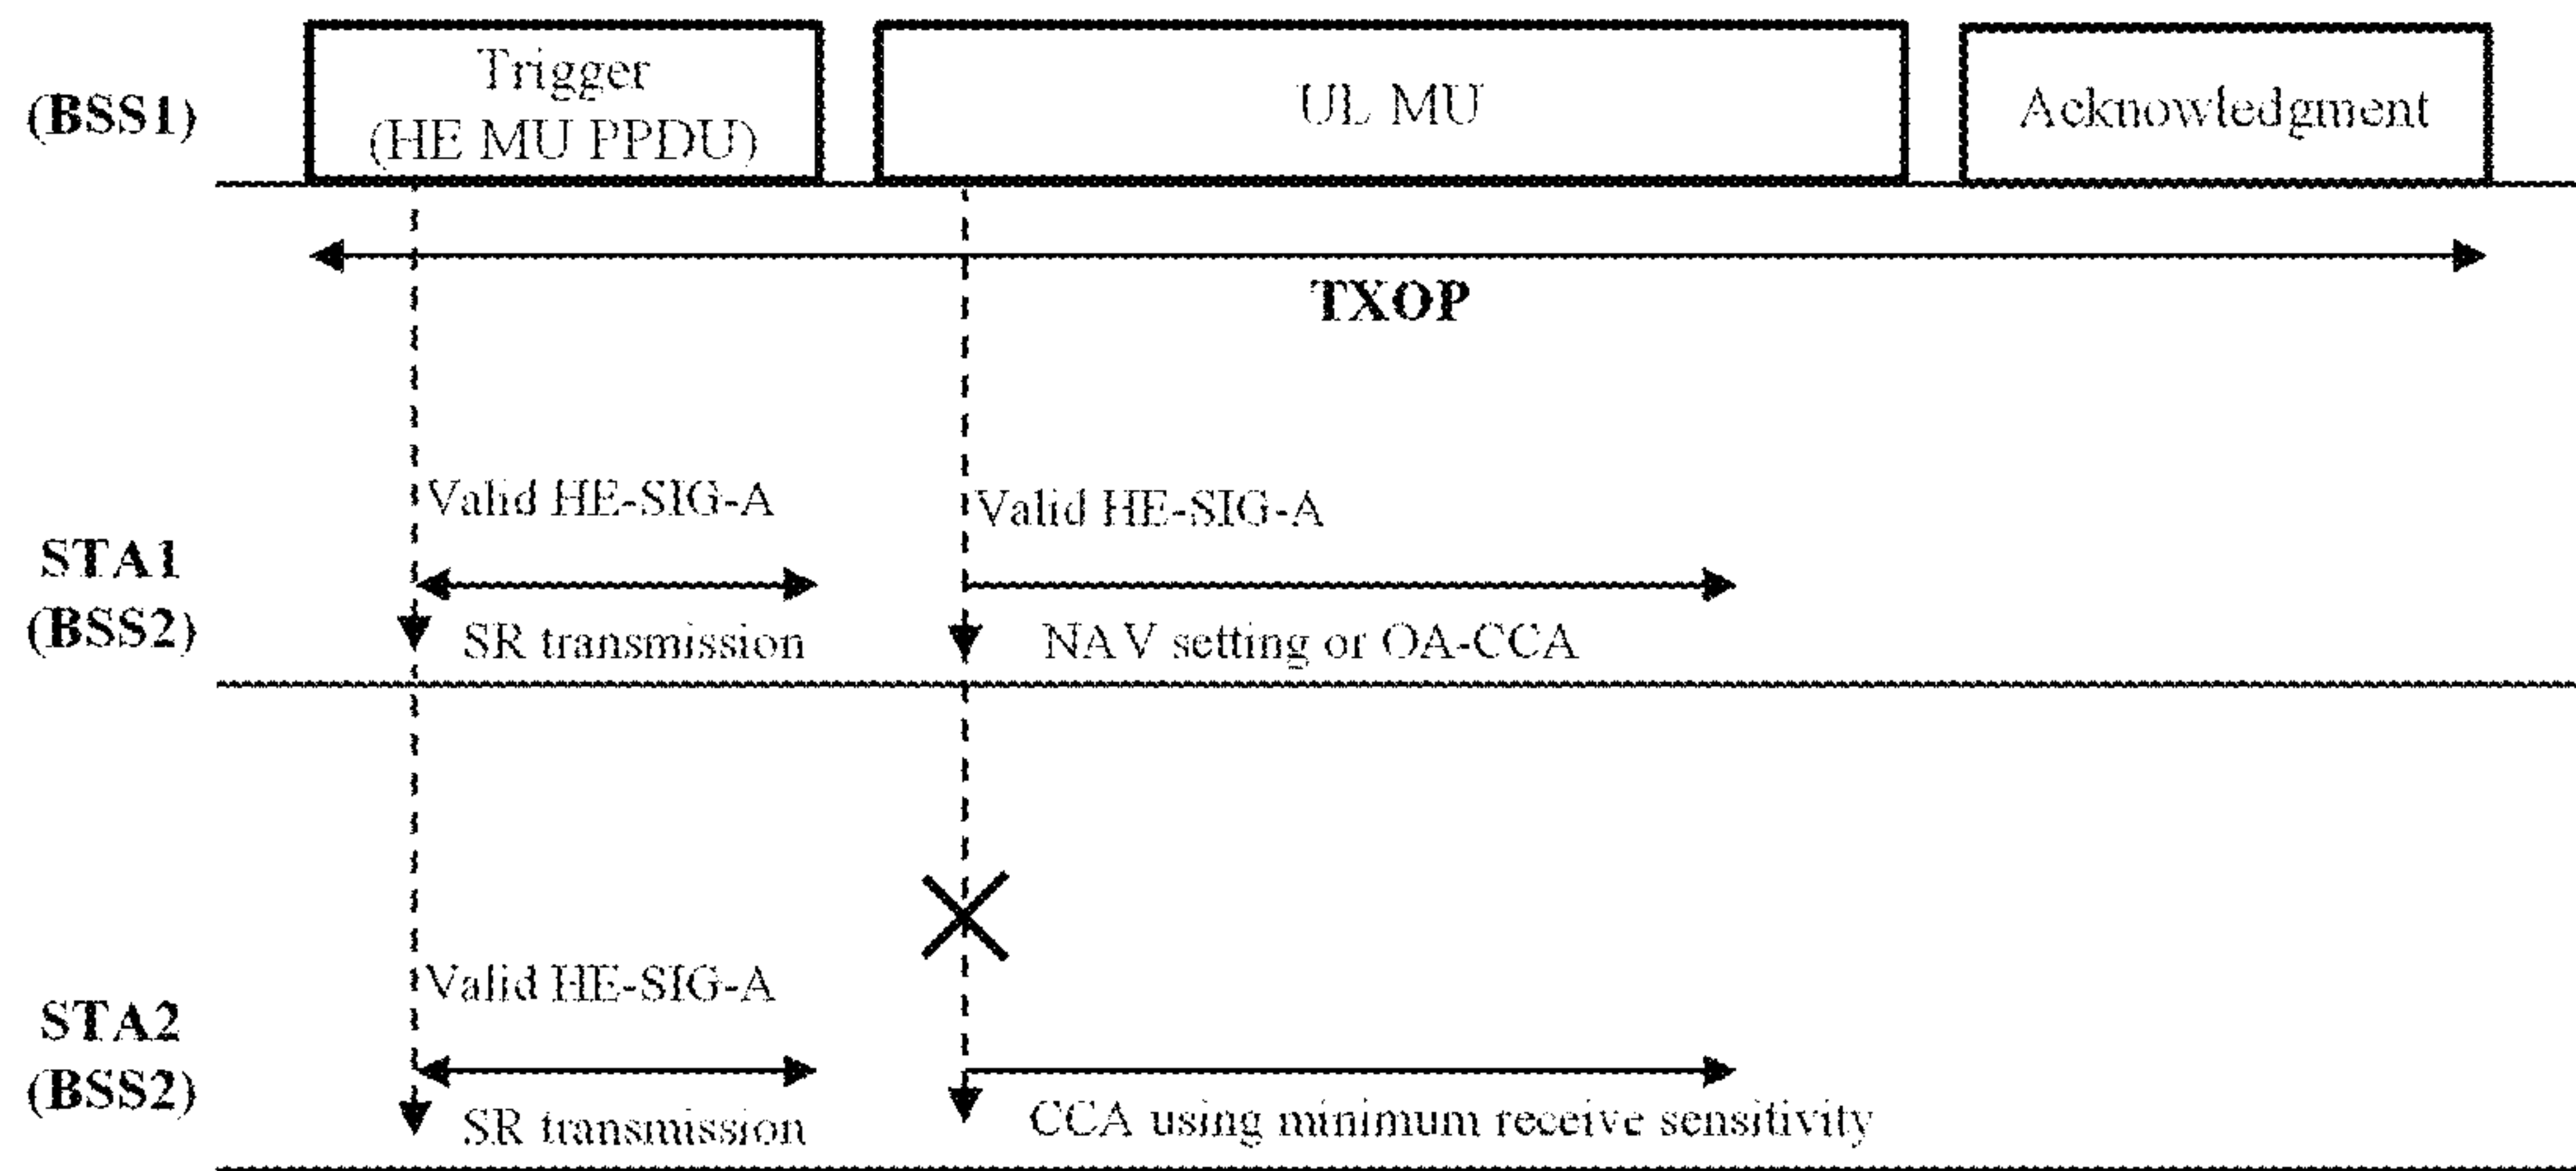 Trigger
(HE MU PPDU)
UL MU
Acknowledgment
(BSS1)
TXOP
Valid HE-SIG-A
Valid HE-SIG-A
STA1
(BSS2)
SR transmission
NAV setting or OA-CCA
Valid HE-SIG-A
STA2
(BSS2)
SR transmission
CCA using minimum receive sensitivity